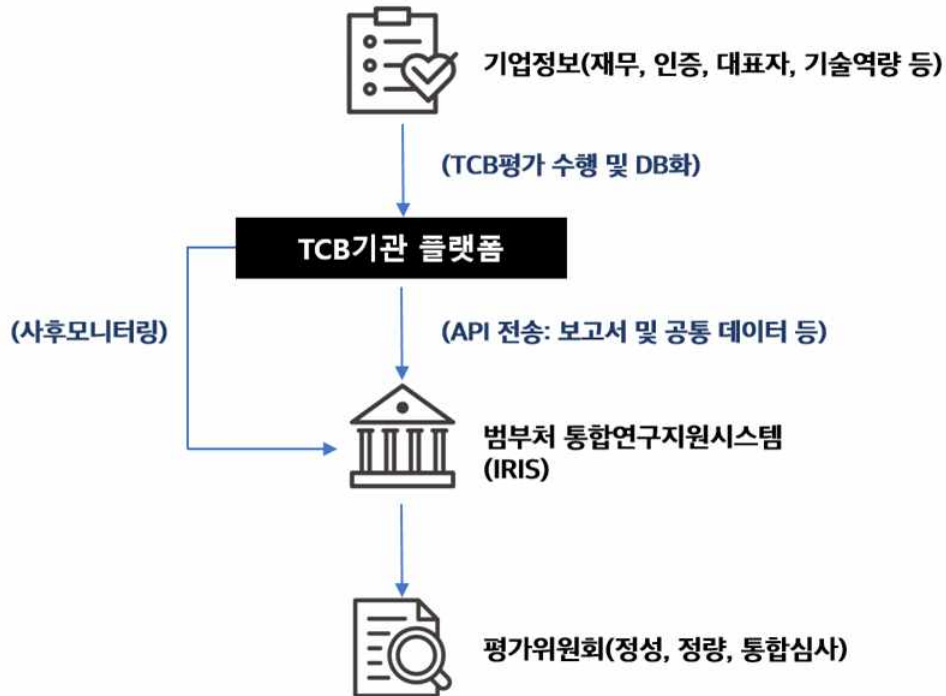 기업정보(재무, 인증, 대표자, 기술역량 등)
(TCB평가 수행 및 DB화)
TCB기관 플랫폼
(사후모니터링)
(API 전송: 보고서 및 공통 데이터 등)
범부처 통합연구지원시스템
(IRIS)
평가위원회(정성, 정량, 통합심사)